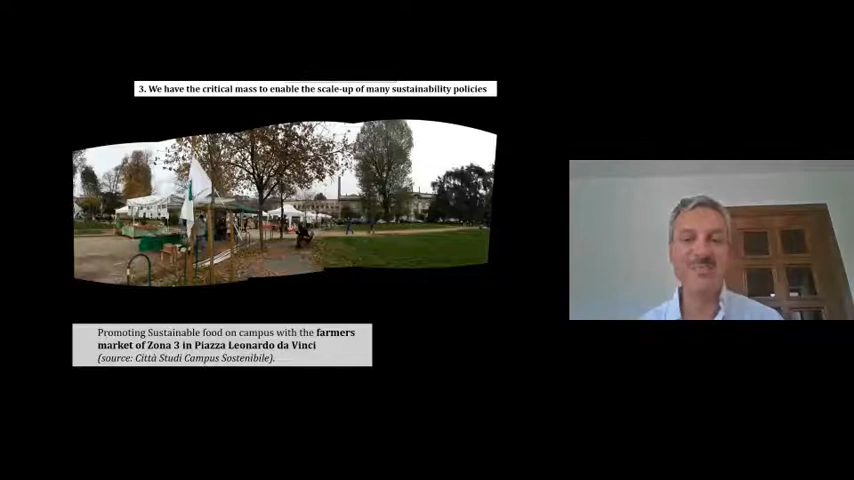 3. We have the critical mass to enable the scale-up of many sustainability policies
Promoting Sustainable food on campus with the farmers
market of Zona 3 in Piazza Leonardo da Vinci
(source: Città Studi Campus Sostenibile).